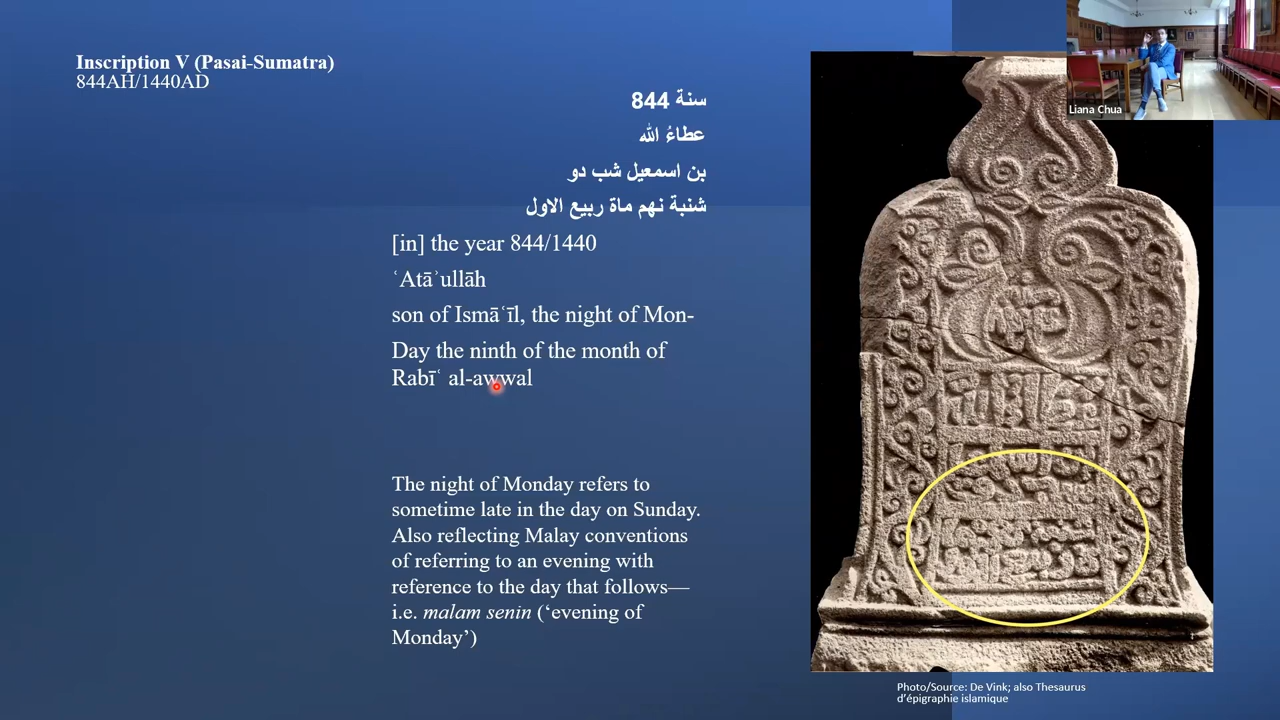 Inscription V (Pasai-Sumatra)
844AH/1440AD
سنة 844
عطاءُ الله
بن اسمعيل شب دو
شنبة نهم ماة ربيع الاول
[in] the year 844/1440
ʿAtāʾullāh
son of Ismāʿīl, the night of Mon-
Day the ninth of the month of
Rabīʿ al-awwal
The night of Monday refers to
sometime late in the day on Sunday.
Also reflecting Malay conventions
of referring to an evening with
reference to the day that follows—
i.e. malam senin (‘evening of
Monday’)
Liana Chua
Photo/Source: De Vink; also Thesaurus
d’épigraphie islamique